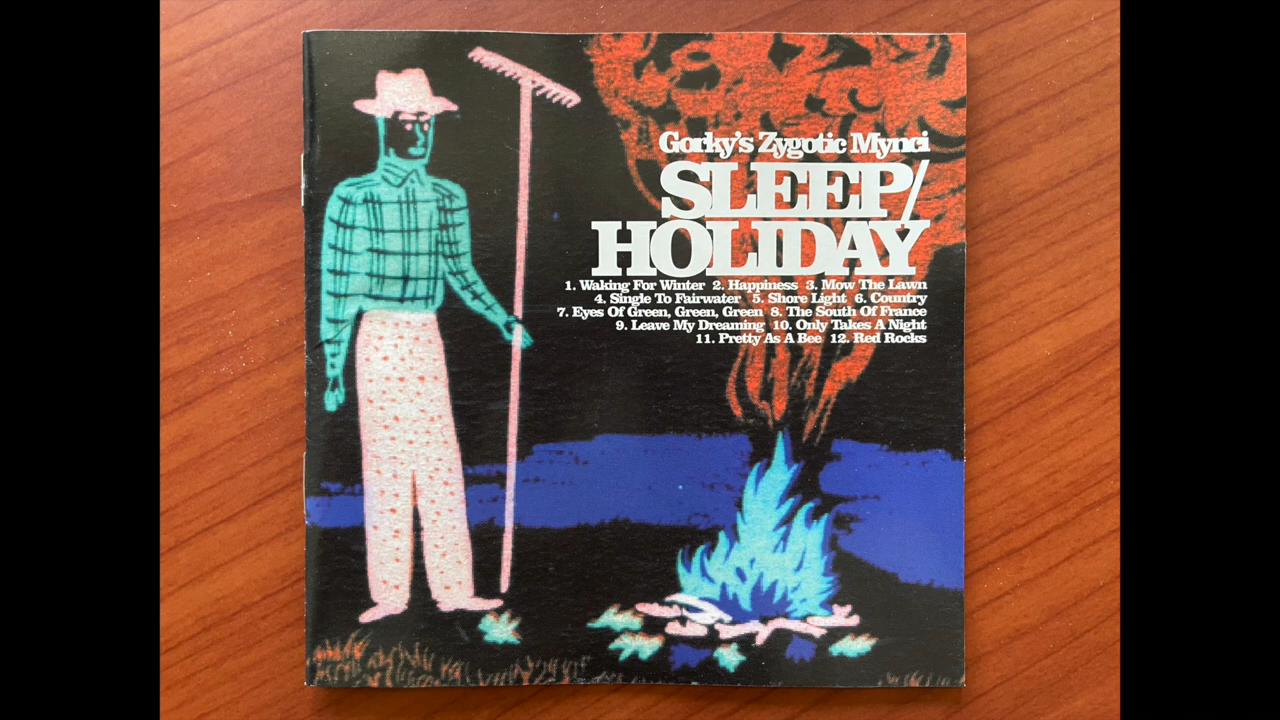 Gorky's Zygotic Mynci
SLEEP/
HOLIDAY
1. Waking For Winter 2. Happiness 3. Mow The Lawn
4. Single To Fairwater 5. Shore Light 6. Country
7. Eyes Of Green, Green, Green 8. The South Of France
9. Leave My Dreaming 10. Only Takes A Night
11. Pretty As A Bee 12. Red Rocks